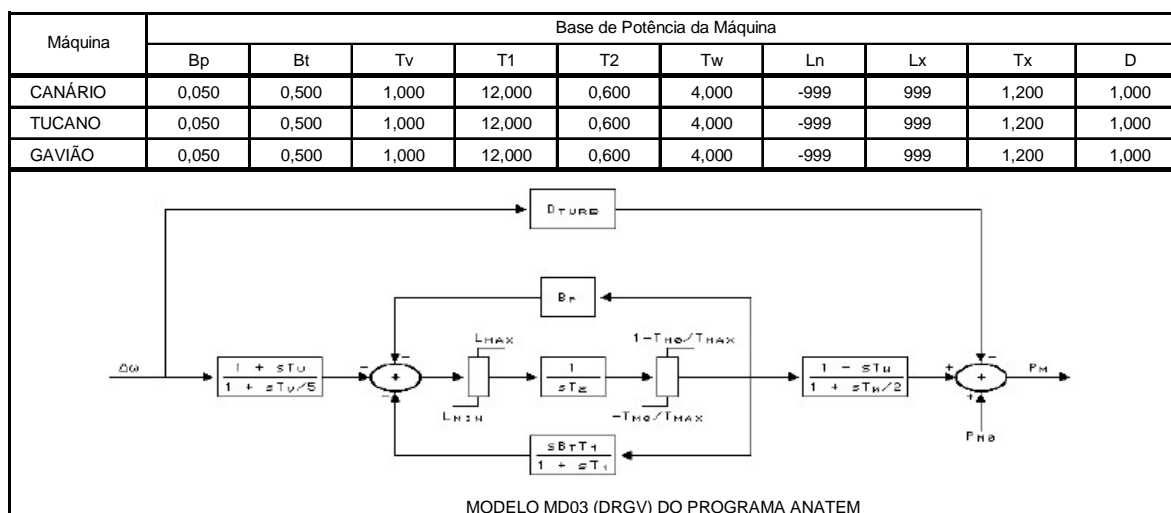 Máquina Base de Potência da Máquina
Bp Bt Tv T1 T2 Tw Ln Lx Tx D
CANÁRIO 0,050 0,500 1,000 12,000 0,600 4,000 -999 999 1,200 1,000
TUCANO 0,050 0,500 1,000 12,000 0,600 4,000 -999 999 1,200 1,000
GAVIÃO 0,050 0,500 1,000 12,000 0,600 4,000 -999 999 1,200 1,000
DTURB
BP
LMAX 1-TM0/TMAX
Δω 1 + sTv - + 1 1 - sTw + + PM
1 + sTv/5 sT2 1 + sTw/2
LMIN -TM0/TMAX PM0
sBTT1
1 + sT1
MODELO MD03 (DRGV) DO PROGRAMA ANATEM